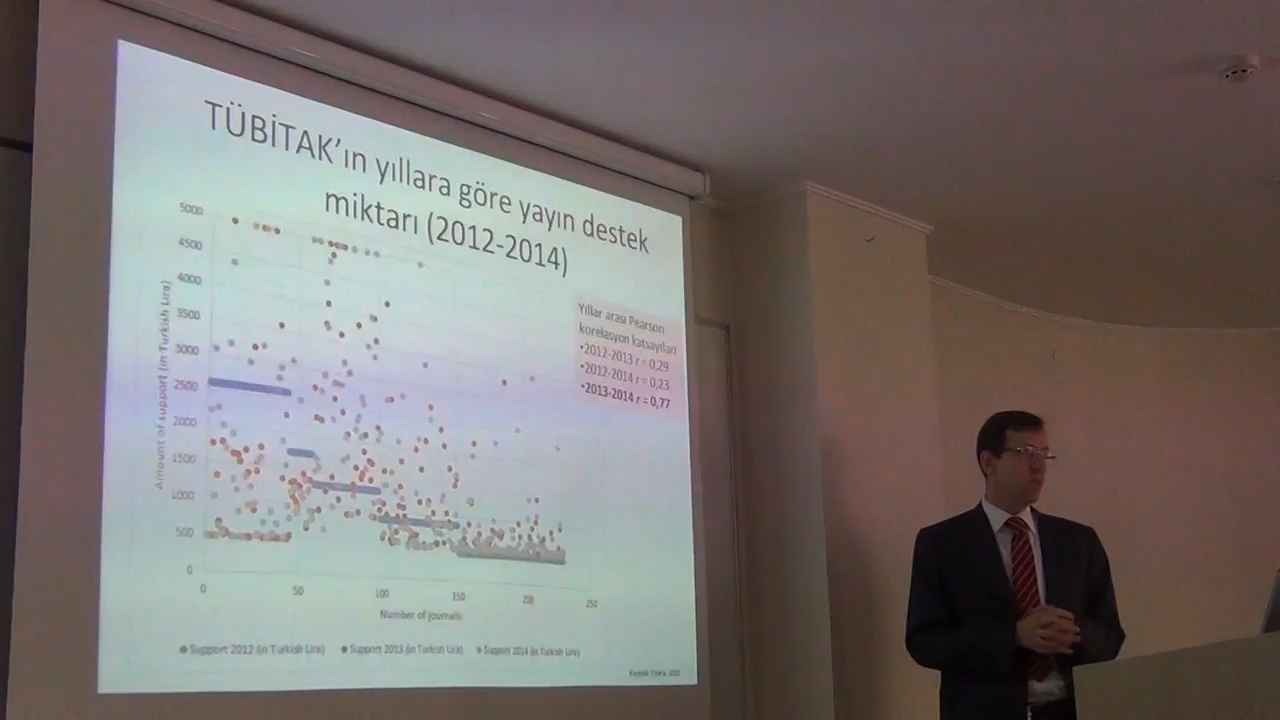 TÜBİTAK'ın yıllara göre yayın destek
miktarı (2012-2014)
5000
4500
4000
3500
3000
2500
2000
1500
1000
500
0
Amount of support (in Turkish Lira)
0 50 100 150 200 250
Number of journals
Yıllar arası Pearson
korelasyon katsayıları
•2012-2013 r = 0,29
•2012-2014 r = 0,23
•2013-2014 r = 0,77
Support 2012 (in Turkish Lira) Support 2013 (in Turkish Lira) Support 2014 (in Turkish Lira)